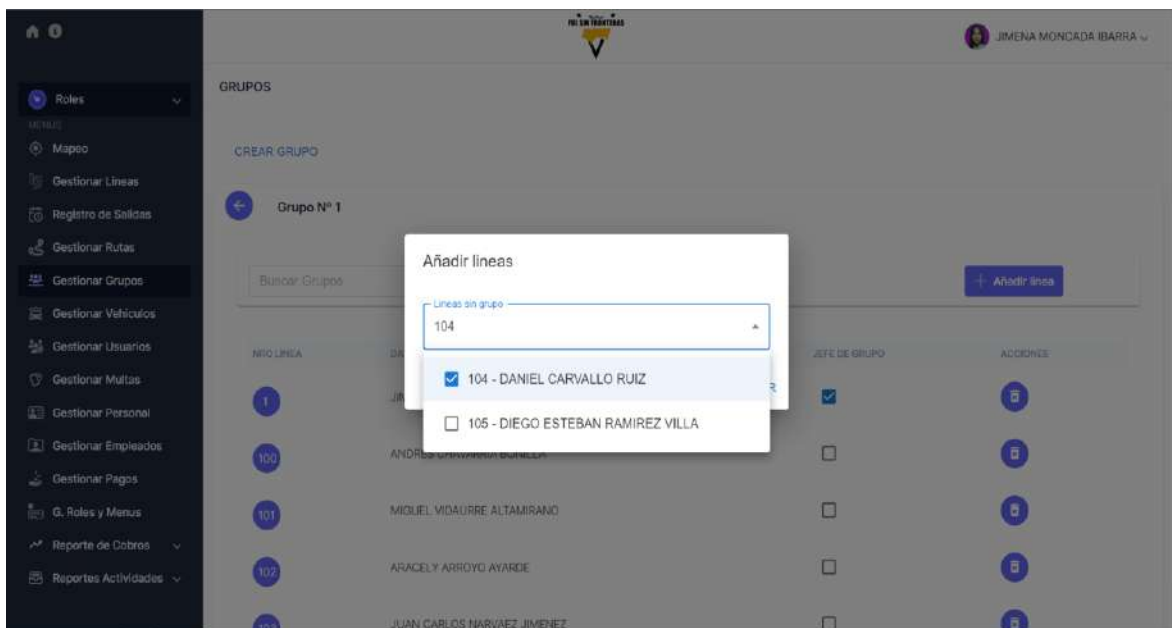 JIMENA MONCADA IBARRA
Roles
MENUS
Mapeo
Gestionar Lineas
Registro de Salidas
Gestionar Rutas
Gestionar Grupos
Gestionar Vehiculos
Gestionar Usuarios
Gestionar Multas
Gestionar Personal
Gestionar Empleados
Gestionar Pagos
G. Roles y Menus
Reporte de Cobros
Reportes Actividades
GRUPOS
CREAR GRUPO
Grupo Nº 1
Buscar Grupos
Añadir linea
Añadir lineas
Lineas sin grupo
104
104 - DANIEL CARVALLO RUIZ
105 - DIEGO ESTEBAN RAMIREZ VILLA
NRO LINEA
JEFE DE GRUPO
ACCIONES
1
100
101 MIGUEL VIDAURRE ALTAMIRANO
102 ARACELY ARROYO AYARDE
JUAN CARLOS NARVAEZ JIMENEZ